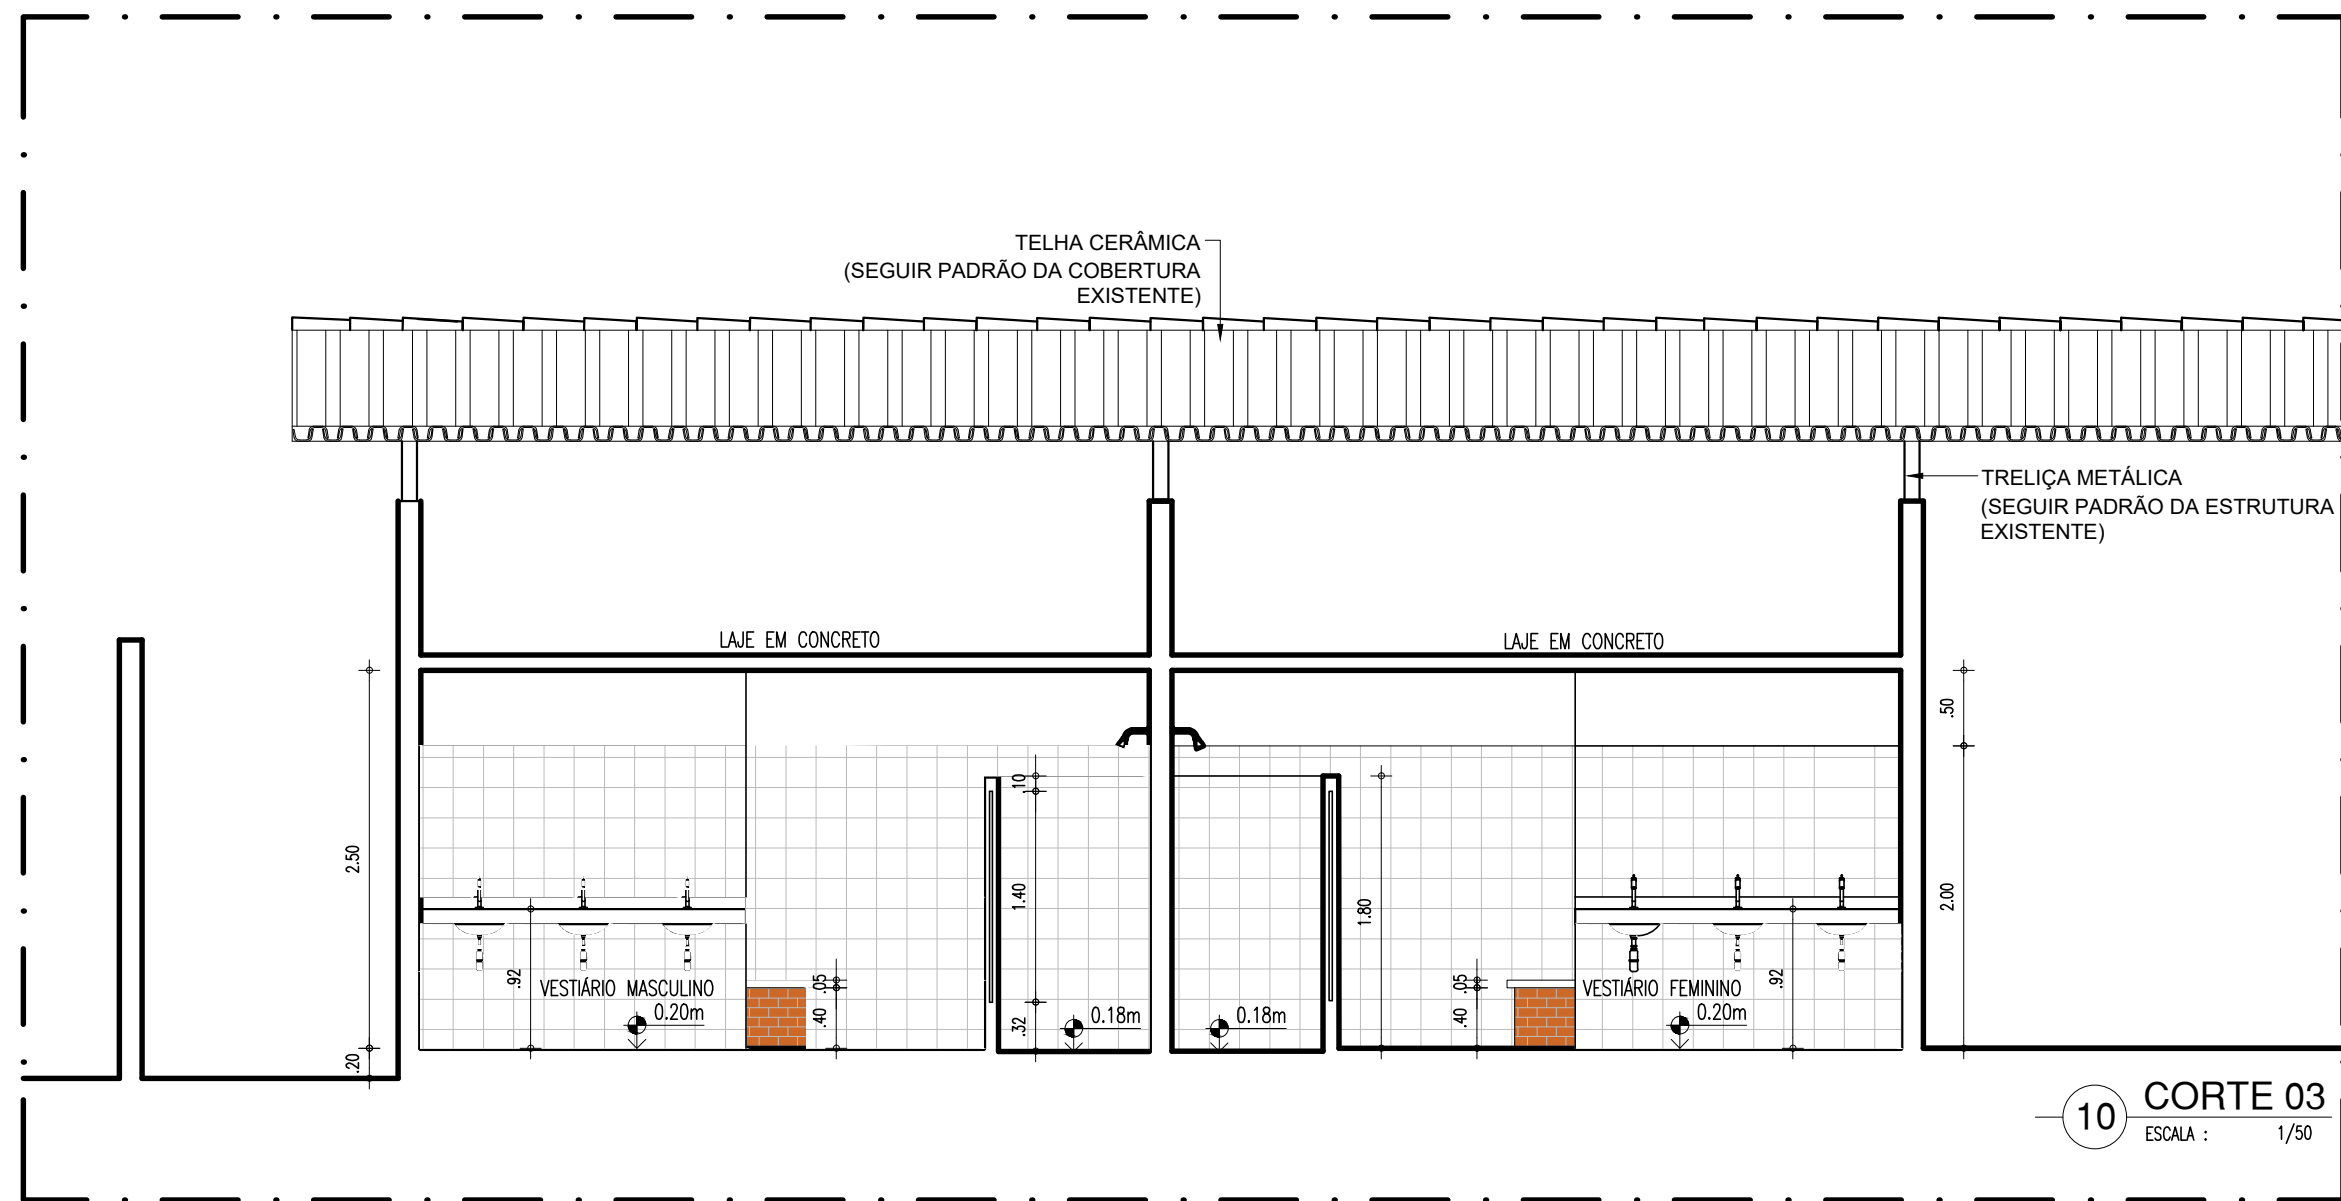 TELHA CERÂMICA
(SEGUIR PADRÃO DA COBERTURA
EXISTENTE)
TRELIÇA METÁLICA
(SEGUIR PADRÃO DA ESTRUTURA
EXISTENTE)
LAJE EM CONCRETO
LAJE EM CONCRETO
2.50
.20
.92
VESTIÁRIO MASCULINO
0.20m
.05
.40
.10
1.40
.32
0.18m
0.18m
1.80
.05
.40
VESTIÁRIO FEMININO
0.20m
.92
.50
2.00
10
CORTE 03
ESCALA : 1/50